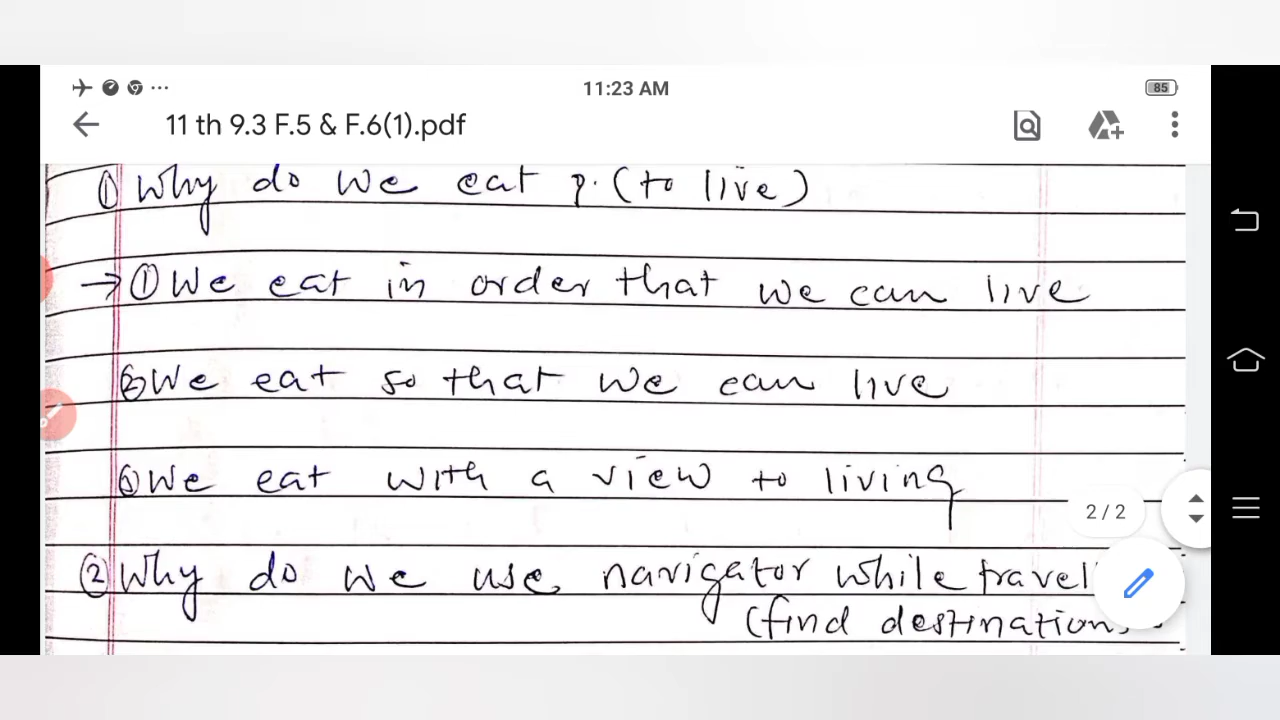 11:23 AM
85
11 th 9.3 F.5 & F.6(1).pdf
① Why do we eat ?. (to live)
→ ① We eat in order that we can live
② We eat so that we can live
③ We eat with a view to living
2 / 2
② Why do we use navigator while travell
(find destination)